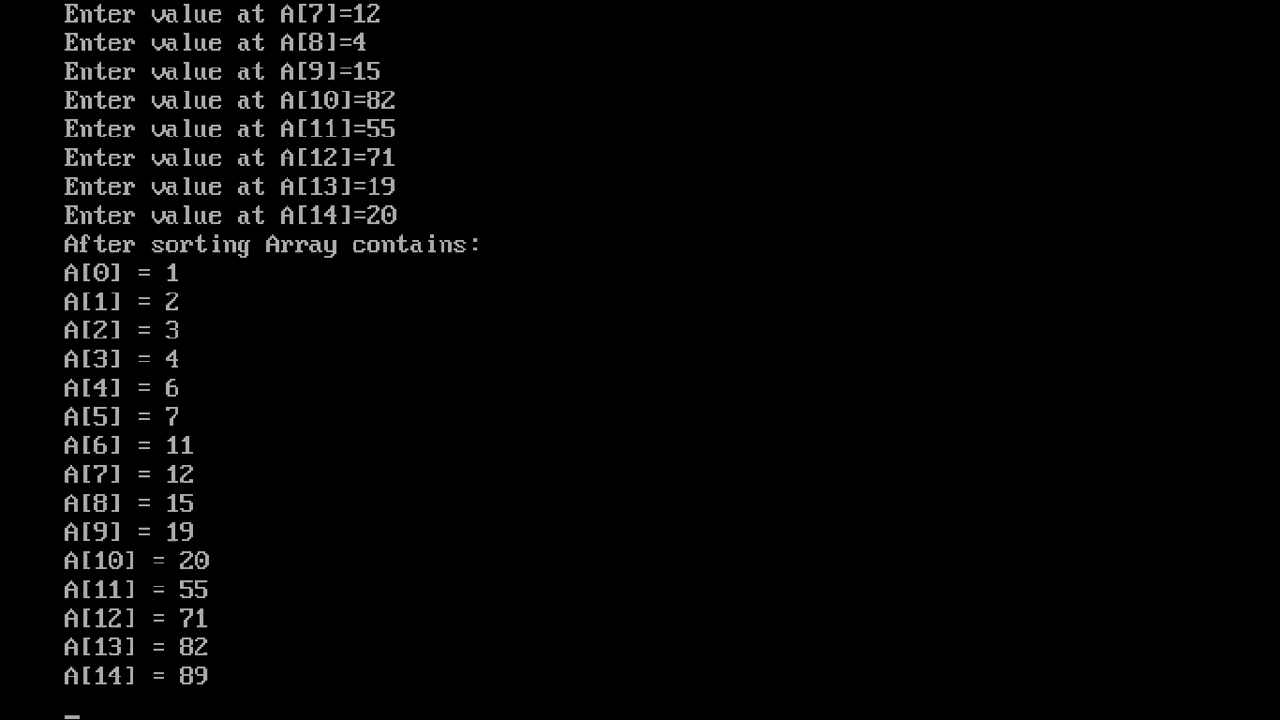 Enter value at A[7]=12
Enter value at A[8]=4
Enter value at A[9]=15
Enter value at A[10]=82
Enter value at A[11]=55
Enter value at A[12]=71
Enter value at A[13]=19
Enter value at A[14]=20
After sorting Array contains:
A[0] = 1
A[1] = 2
A[2] = 3
A[3] = 4
A[4] = 6
A[5] = 7
A[6] = 11
A[7] = 12
A[8] = 15
A[9] = 19
A[10] = 20
A[11] = 55
A[12] = 71
A[13] = 82
A[14] = 89